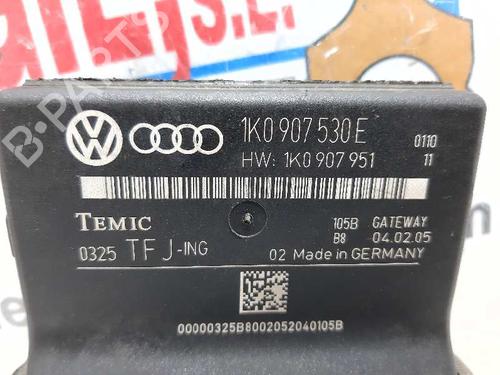 1K0 907 530 E
HW: 1K0 907 951
0110
11
TEMIC
105B GATEWAY
B8 04.02.05
0325 TFJ-ING
02 Made in GERMANY
00000325B8002052040105B
B-PARTS